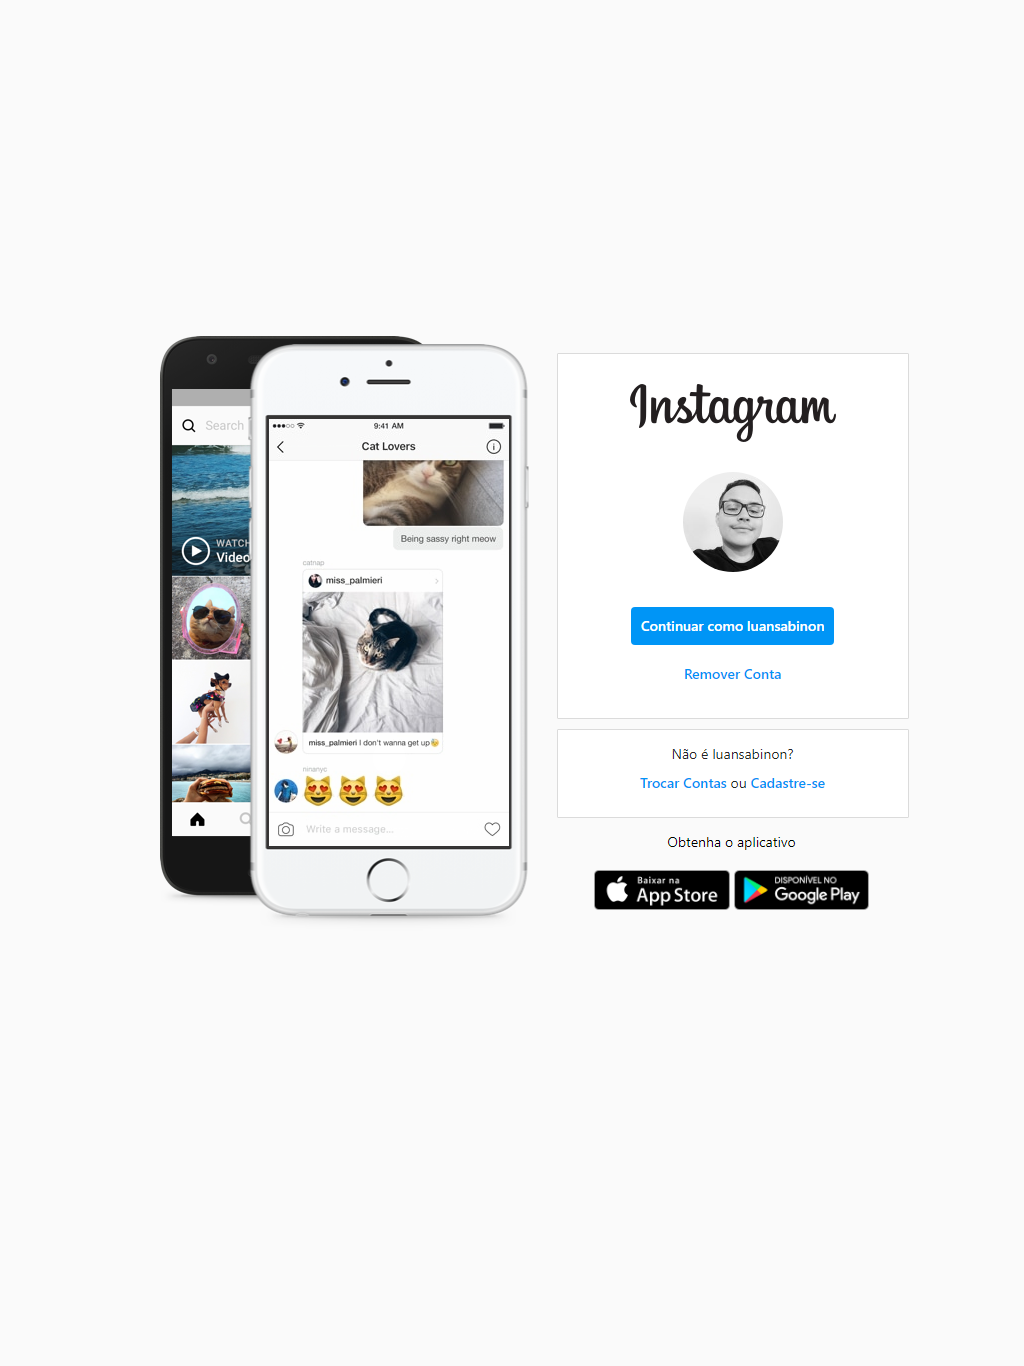 Search
WATCH
Video
9:41 AM
Cat Lovers
Being sassy right meow
catnap
miss_palmieri
miss_palmieri I don't wanna get up
ninanyc
Write a message...
Instagram
Continuar como luansabinon
Remover Conta
Não é luansabinon?
Trocar Contas ou Cadastre-se
Obtenha o aplicativo
Baixar na
App Store
DISPONÍVEL NO
Google Play